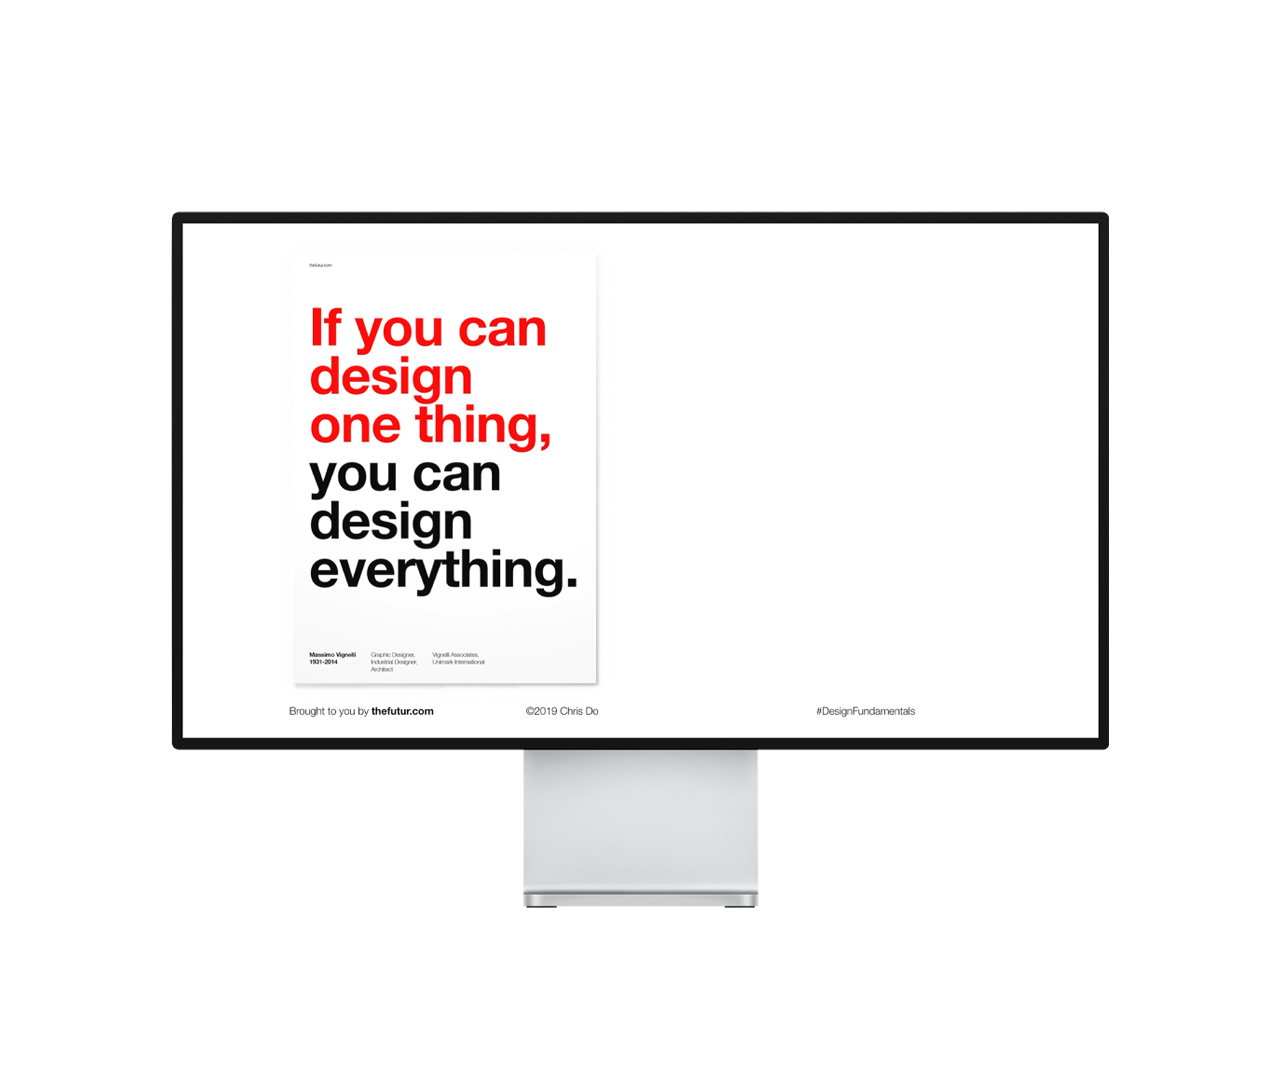 thefutur.com
If you can
design
one thing,
you can
design
everything.
Massimo Vignelli
1931-2014
Graphic Designer,
Industrial Designer,
Architect
Vignelli Associates,
Unimark International
Brought to you by thefutur.com
©2019 Chris Do
#DesignFundamentals